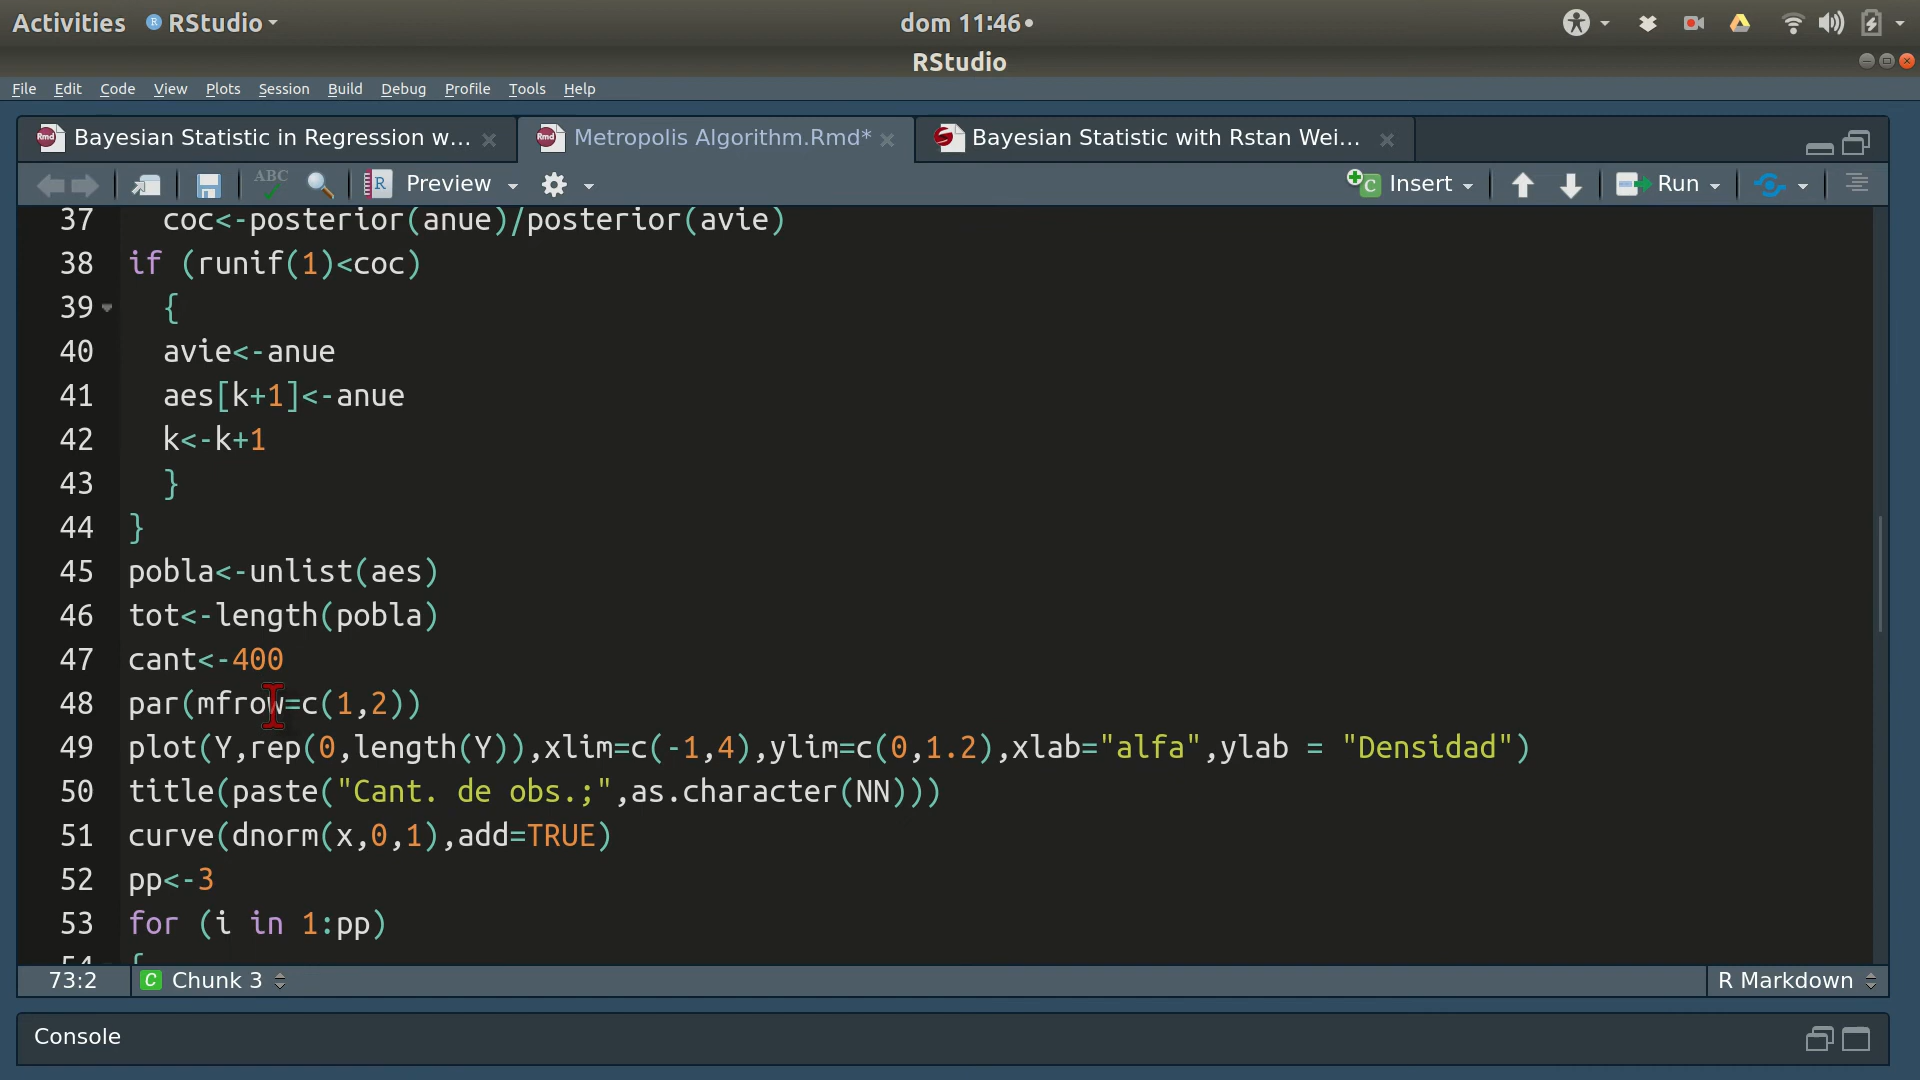 Activities RStudio dom 11:46
RStudio
File Edit Code View Plots Session Build Debug Profile Tools Help
Bayesian Statistic in Regression w... Metropolis Algorithm.Rmd* Bayesian Statistic with Rstan Wei...
ABC Preview Insert Run
37 coc<-posterior(anue)/posterior(avie)
38 if (runif(1)<coc)
39 {
40 avie<-anue
41 aes[k+1]<-anue
42 k<-k+1
43 }
44 }
45 pobla<-unlist(aes)
46 tot<-length(pobla)
47 cant<-400
48 par(mfrow=c(1,2))
49 plot(Y,rep(0,length(Y)),xlim=c(-1,4),ylim=c(0,1.2),xlab="alfa",ylab = "Densidad")
50 title(paste("Cant. de obs.;",as.character(NN)))
51 curve(dnorm(x,0,1),add=TRUE)
52 pp<-3
53 for (i in 1:pp)
54 {
73:2 C Chunk 3 R Markdown
Console